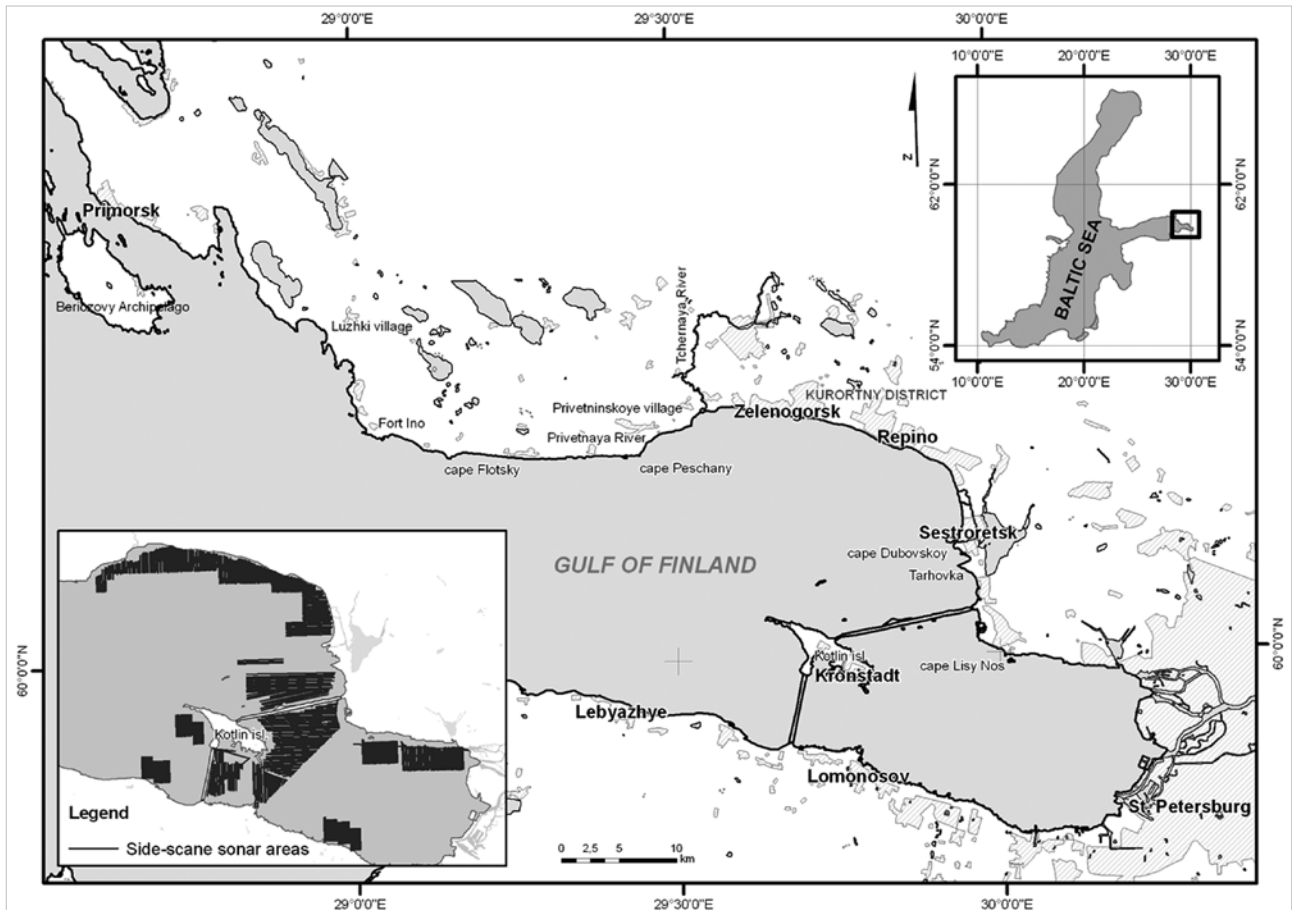 29°0'0"E
29°30'0"E
30°0'0"E
10°0'0"E
20°0'0"E
30°0'0"E
N
62°0'0"N
62°0'0"N
BALTIC SEA
54°0'0"N
54°0'0"N
10°0'0"E
20°0'0"E
30°0'0"E
Primorsk
Beriozovy Archipelago
Luzhki village
Tchernaya River
KURORTNY DISTRICT
Privetninskoye village
Zelenogorsk
Fort Ino
Privetnaya River
Repino
cape Flotsky
cape Peschany
Sestroretsk
cape Dubovskoy
GULF OF FINLAND
Tarhovka
60°0'0"N
60°0'0"N
Kotlin isl.
cape Lisy Nos
Kronstadt
Lebyazhye
Lomonosov
St. Petersburg
Kotlin isl.
Legend
Side-scane sonar areas
0 2,5 5 10
km
29°0'0"E
29°30'0"E
30°0'0"E